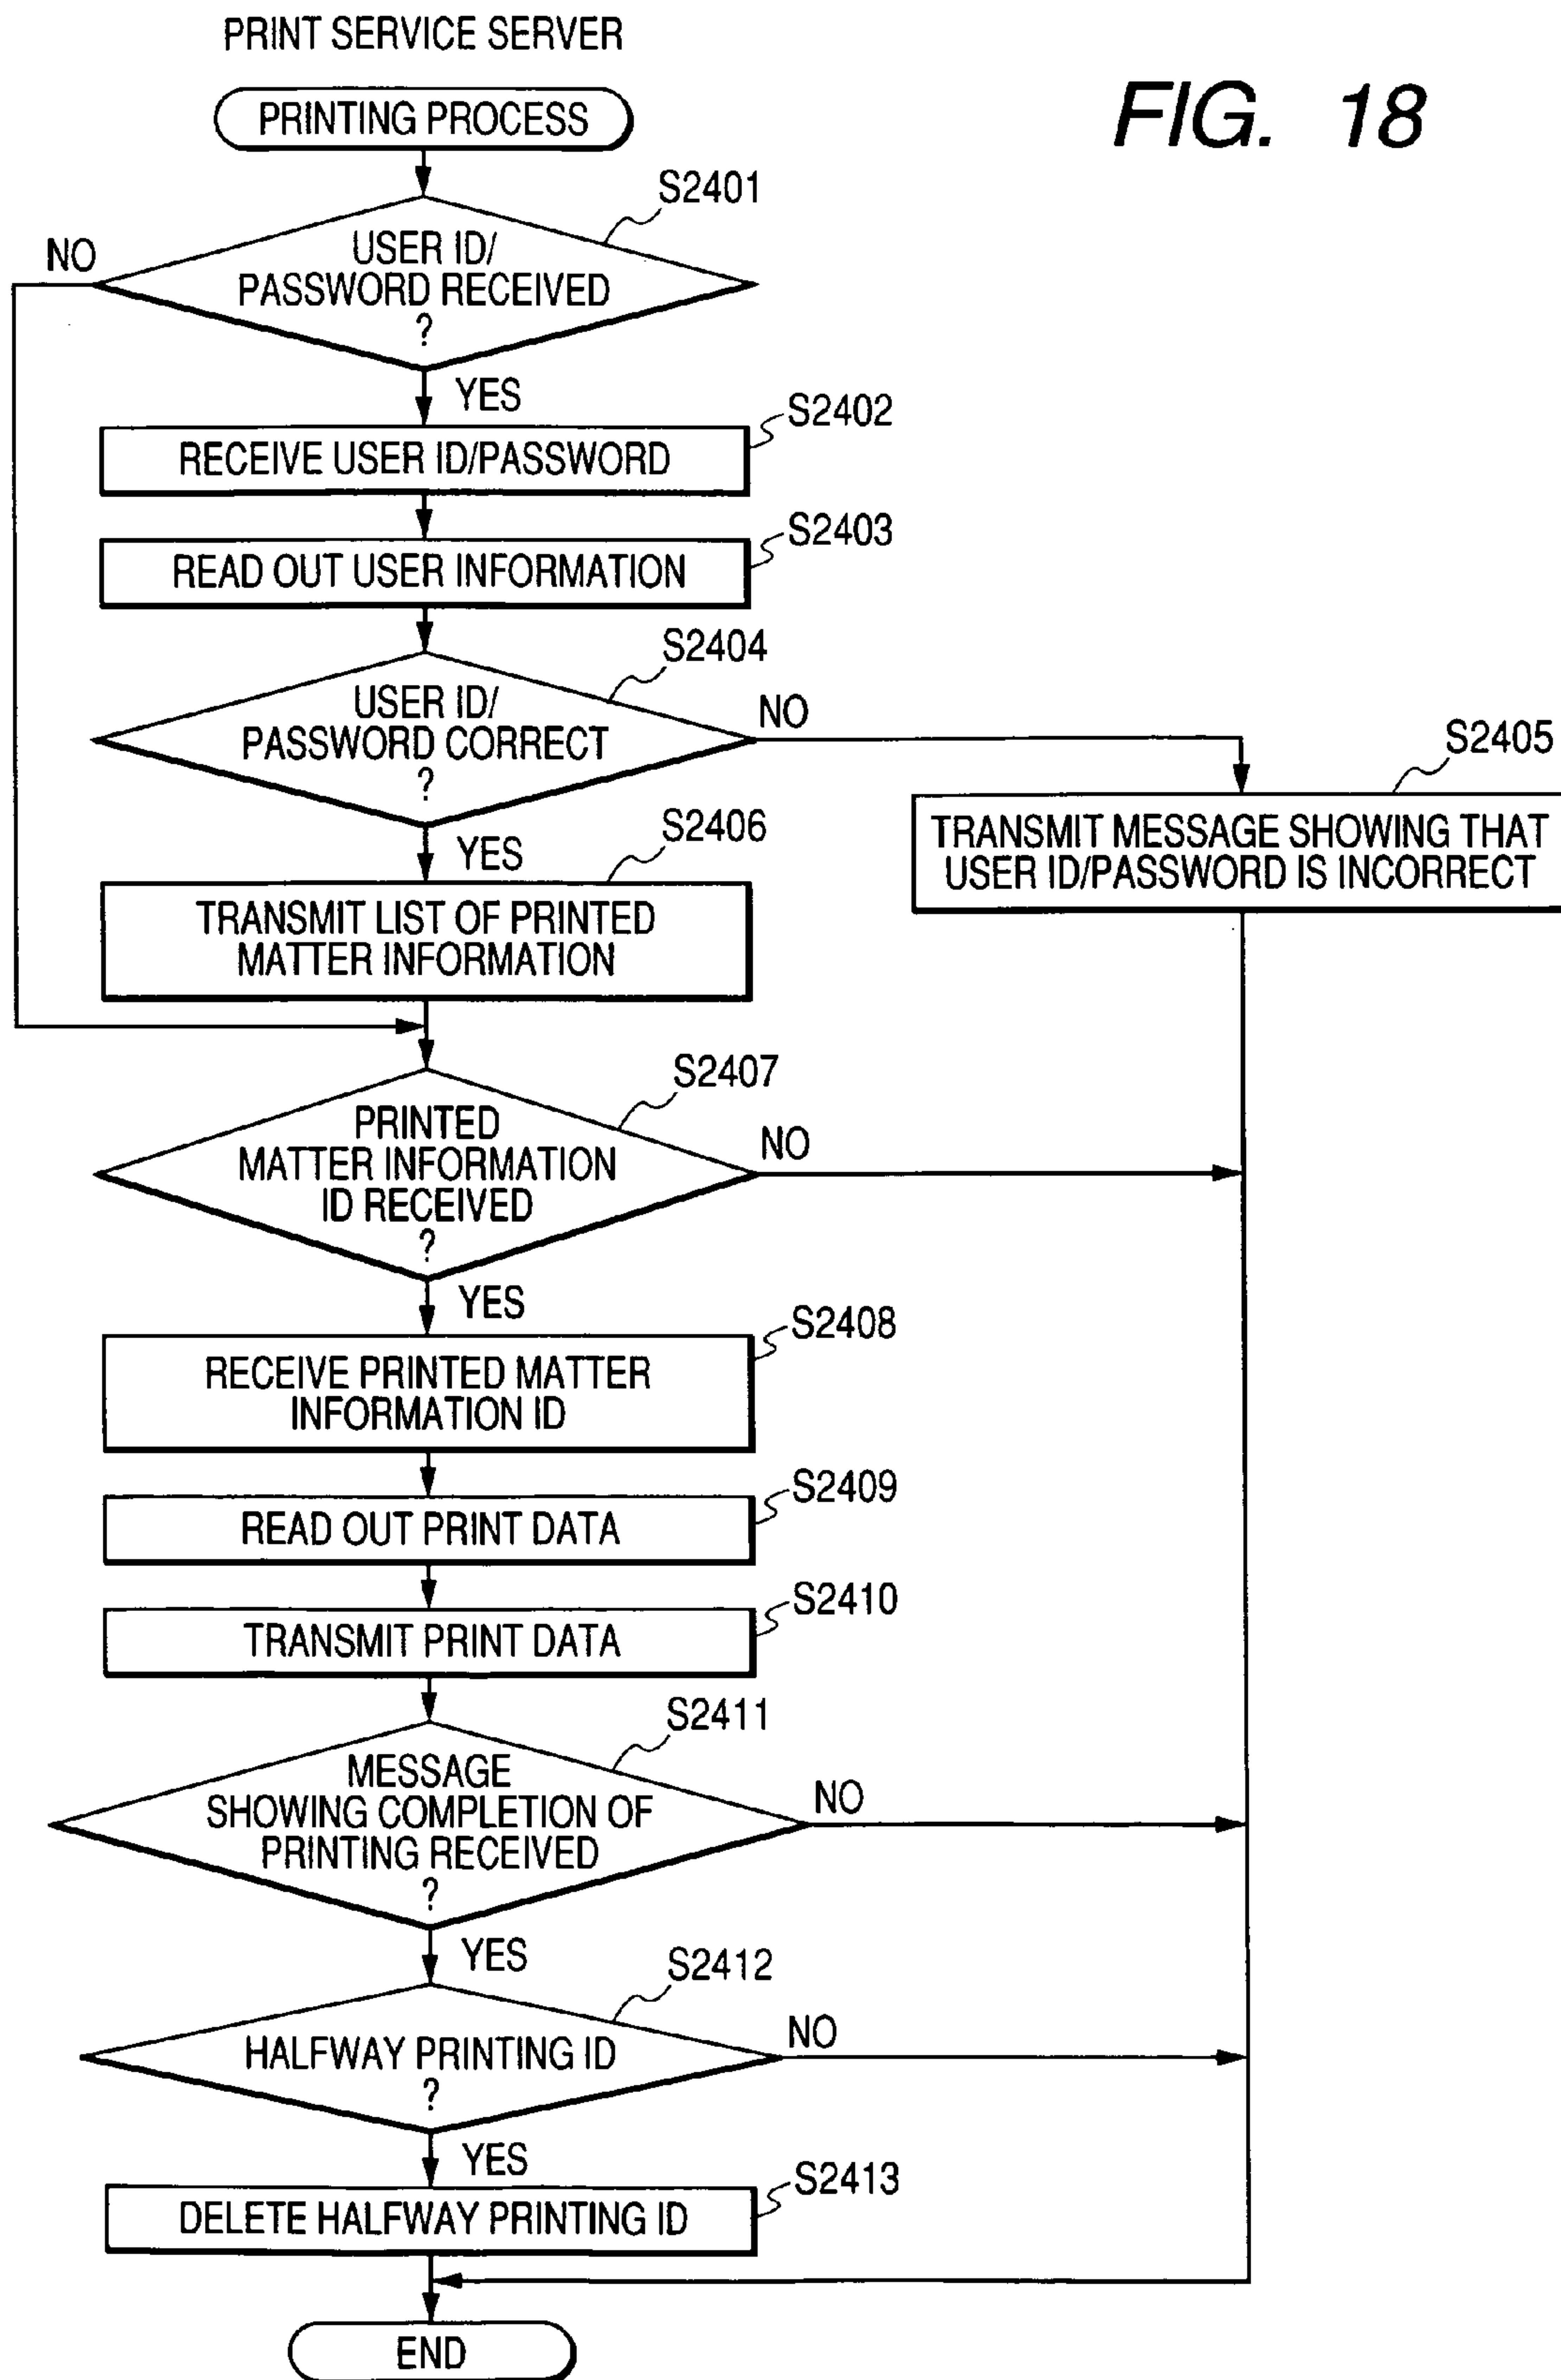 PRINT SERVICE SERVER
FIG. 18
PRINTING PROCESS
S2401
NO
USER ID/
PASSWORD RECEIVED
?
YES
S2402
RECEIVE USER ID/PASSWORD
S2403
READ OUT USER INFORMATION
S2404
USER ID/
PASSWORD CORRECT
?
NO
S2405
TRANSMIT MESSAGE SHOWING THAT
USER ID/PASSWORD IS INCORRECT
YES
S2406
TRANSMIT LIST OF PRINTED
MATTER INFORMATION
S2407
PRINTED
MATTER INFORMATION
ID RECEIVED
?
NO
YES
S2408
RECEIVE PRINTED MATTER
INFORMATION ID
S2409
READ OUT PRINT DATA
S2410
TRANSMIT PRINT DATA
S2411
MESSAGE
SHOWING COMPLETION OF
PRINTING RECEIVED
?
NO
YES
S2412
HALFWAY PRINTING ID
?
NO
YES
S2413
DELETE HALFWAY PRINTING ID
END